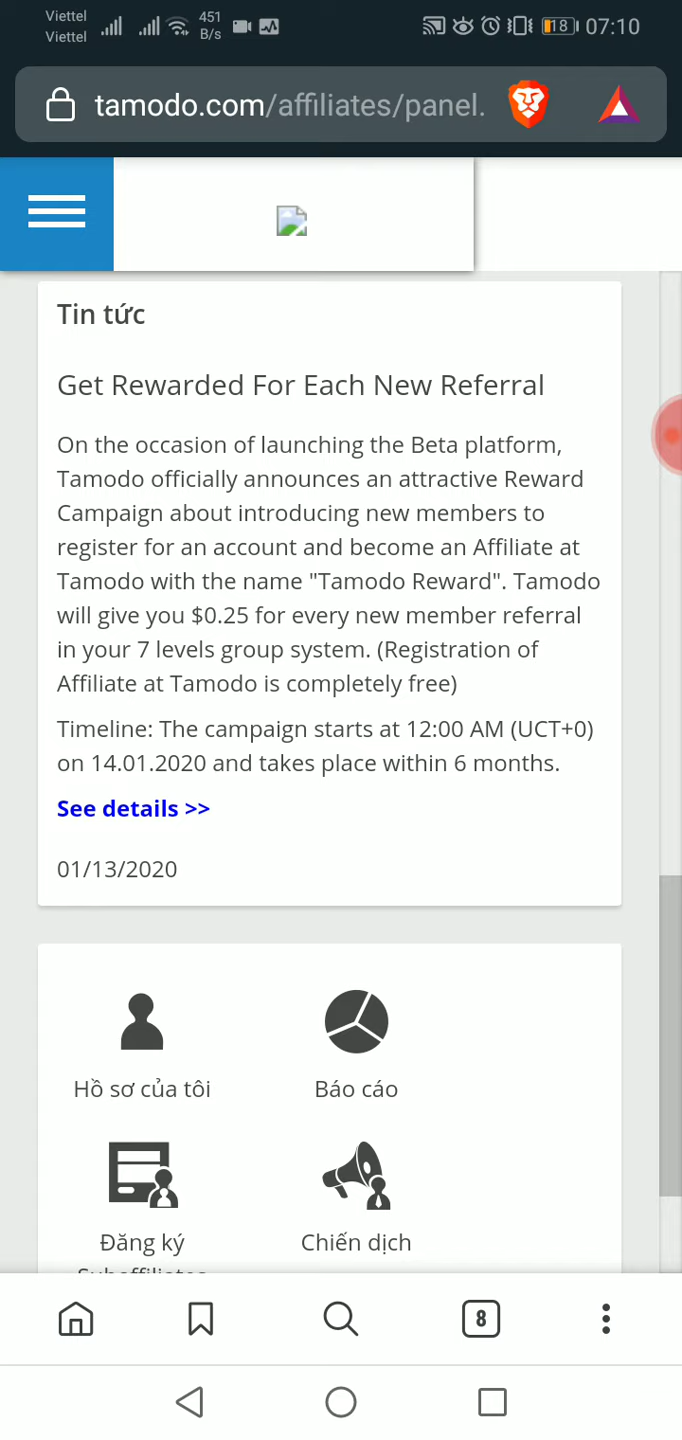 Viettel
Viettel
451
B/s
18
07:10
tamodo.com/affiliates/panel.
Tin tức
Get Rewarded For Each New Referral
On the occasion of launching the Beta platform,
Tamodo officially announces an attractive Reward
Campaign about introducing new members to
register for an account and become an Affiliate at
Tamodo with the name "Tamodo Reward". Tamodo
will give you $0.25 for every new member referral
in your 7 levels group system. (Registration of
Affiliate at Tamodo is completely free)
Timeline: The campaign starts at 12:00 AM (UCT+0)
on 14.01.2020 and takes place within 6 months.
See details >>
01/13/2020
Hồ sơ của tôi
Báo cáo
Đăng ký
Chiến dịch
Subaffiliates
8